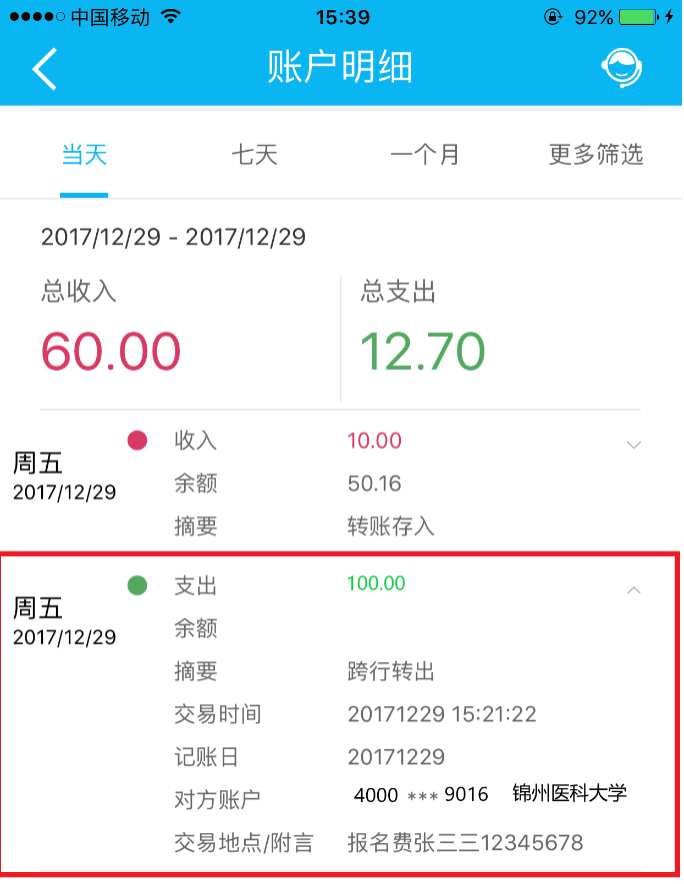 中国移动 15:39 92%
账户明细
当天 七天 一个月 更多筛选
2017/12/29 - 2017/12/29
总收入 总支出
60.00 12.70
周五
2017/12/29
收入 10.00
余额 50.16
摘要 转账存入
周五
2017/12/29
支出 100.00
余额
摘要 跨行转出
交易时间 20171229 15:21:22
记账日 20171229
对方账户 4000 *** 9016 锦州医科大学
交易地点/附言 报名费张三三12345678